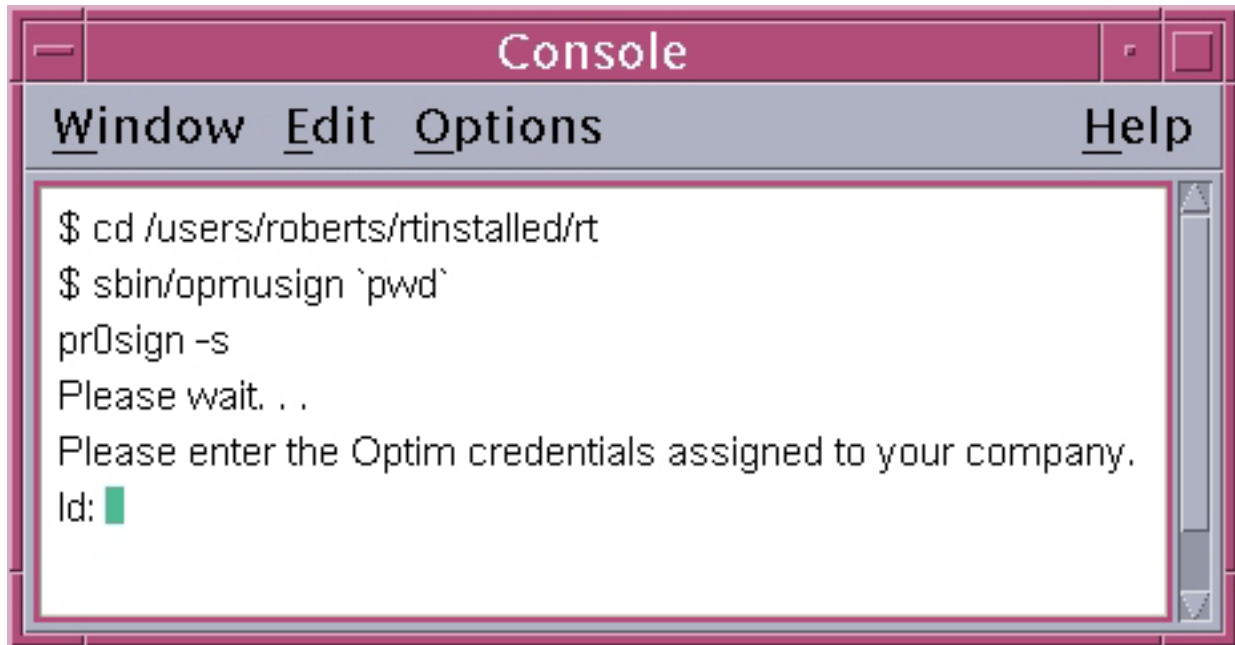 Console
Window Edit Options Help
$ cd /users/roberts/rtinstalled/rt
$ sbin/opmusign `pwd`
pr0sign -s
Please wait. . .
Please enter the Optim credentials assigned to your company.
Id: